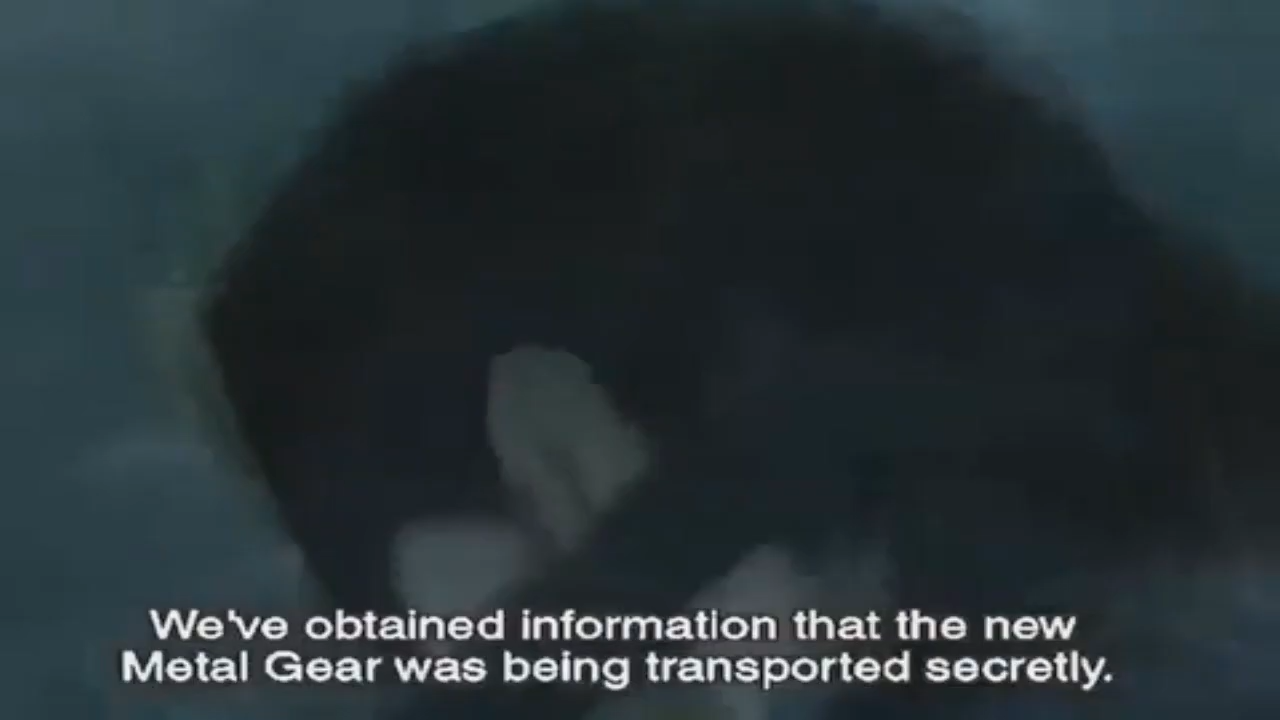 We've obtained information that the new
Metal Gear was being transported secretly.